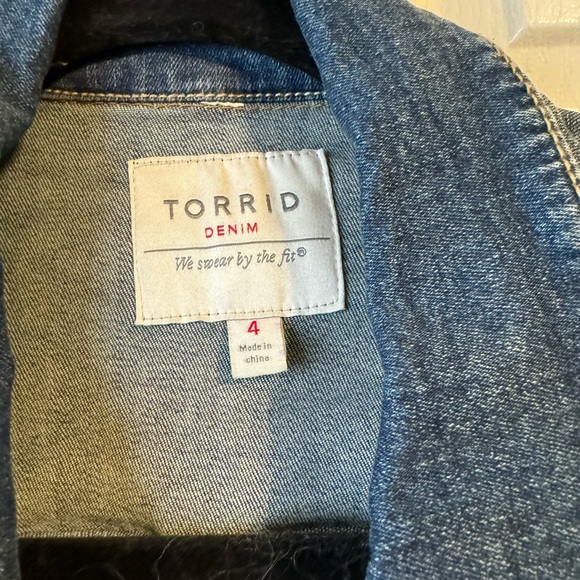 TORRID
DENIM
We swear by the fit®
4
Made in
china